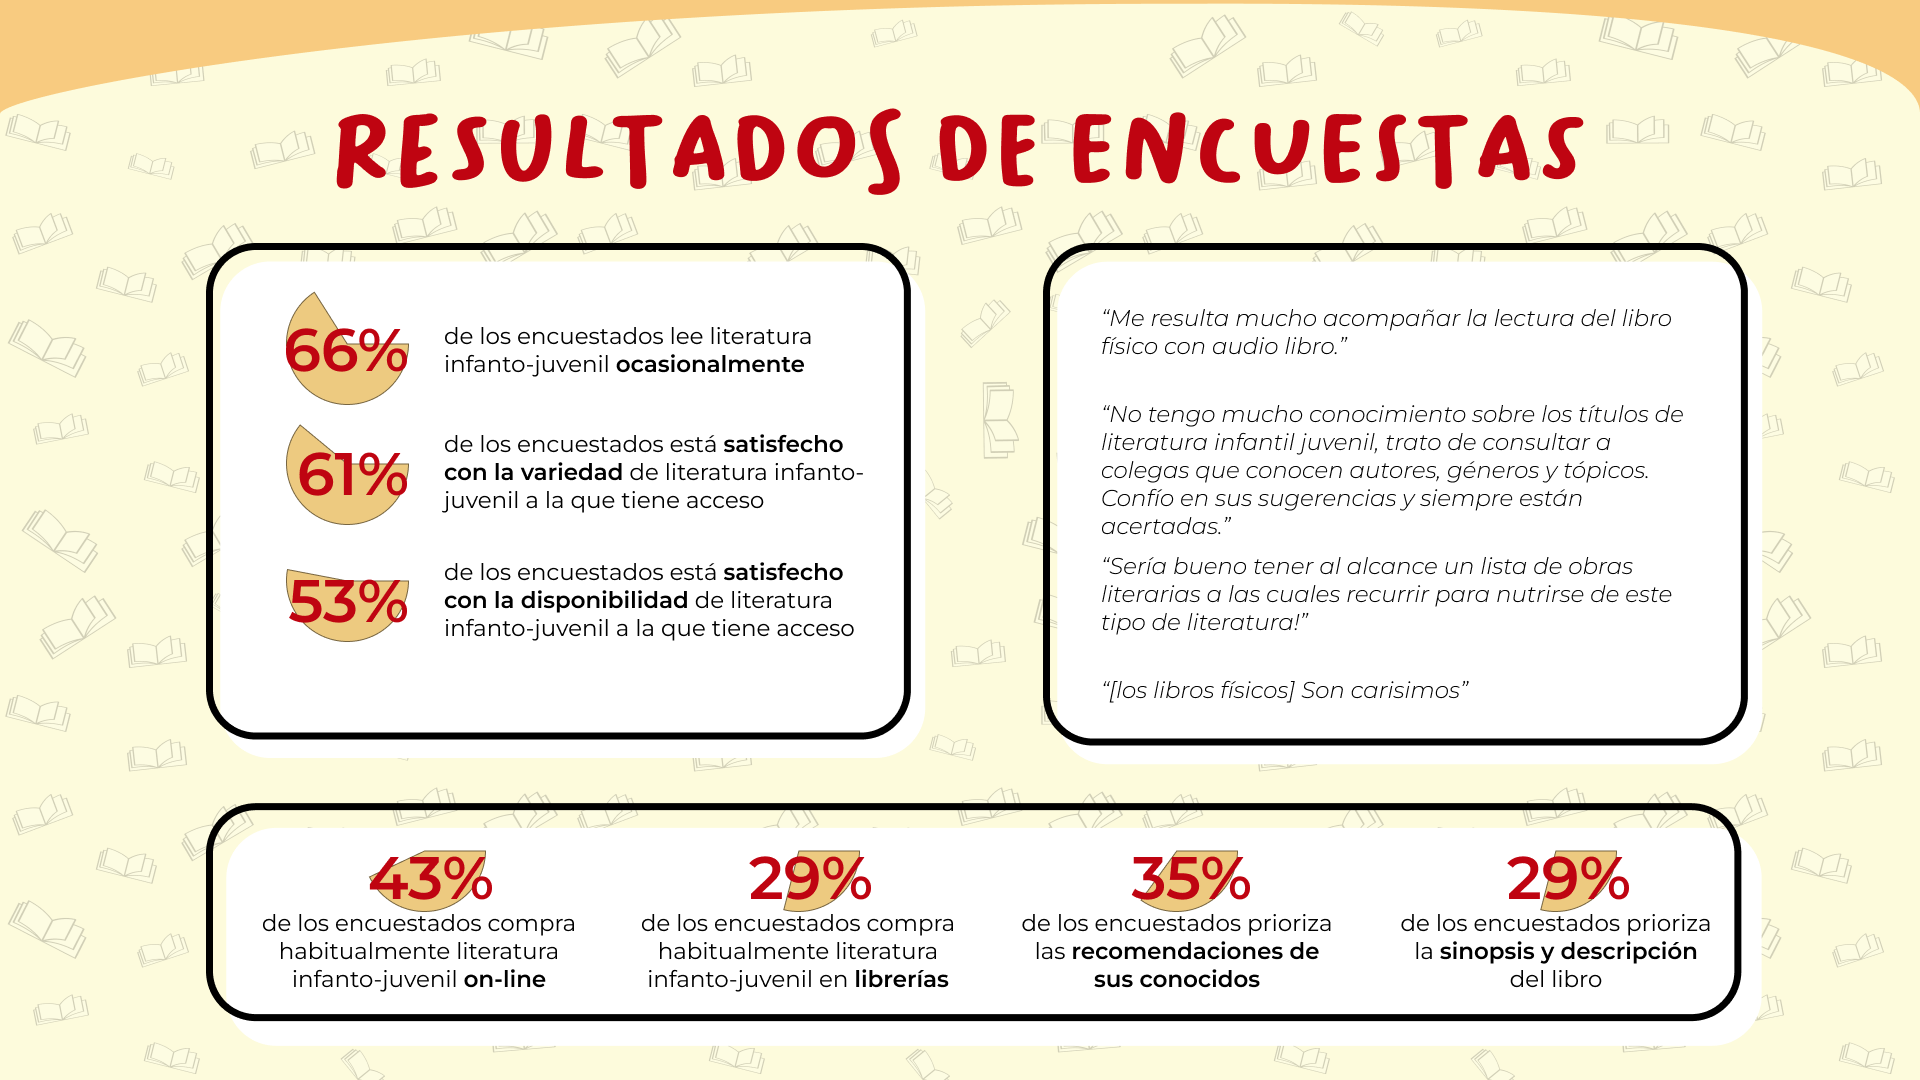 RESULTADOS DE ENCUESTAS
66%
de los encuestados lee literatura
infanto-juvenil ocasionalmente
61%
de los encuestados está satisfecho
con la variedad de literatura infanto-
juvenil a la que tiene acceso
53%
de los encuestados está satisfecho
con la disponibilidad de literatura
infanto-juvenil a la que tiene acceso
“Me resulta mucho acompañar la lectura del libro
físico con audio libro.”
“No tengo mucho conocimiento sobre los títulos de
literatura infantil juvenil, trato de consultar a
colegas que conocen autores, géneros y tópicos.
Confío en sus sugerencias y siempre están
acertadas.”
“Sería bueno tener al alcance un lista de obras
literarias a las cuales recurrir para nutrirse de este
tipo de literatura!”
“[los libros físicos] Son carisimos”
43%
de los encuestados compra
habitualmente literatura
infanto-juvenil on-line
29%
de los encuestados compra
habitualmente literatura
infanto-juvenil en librerías
35%
de los encuestados prioriza
las recomendaciones de
sus conocidos
29%
de los encuestados prioriza
la sinopsis y descripción
del libro